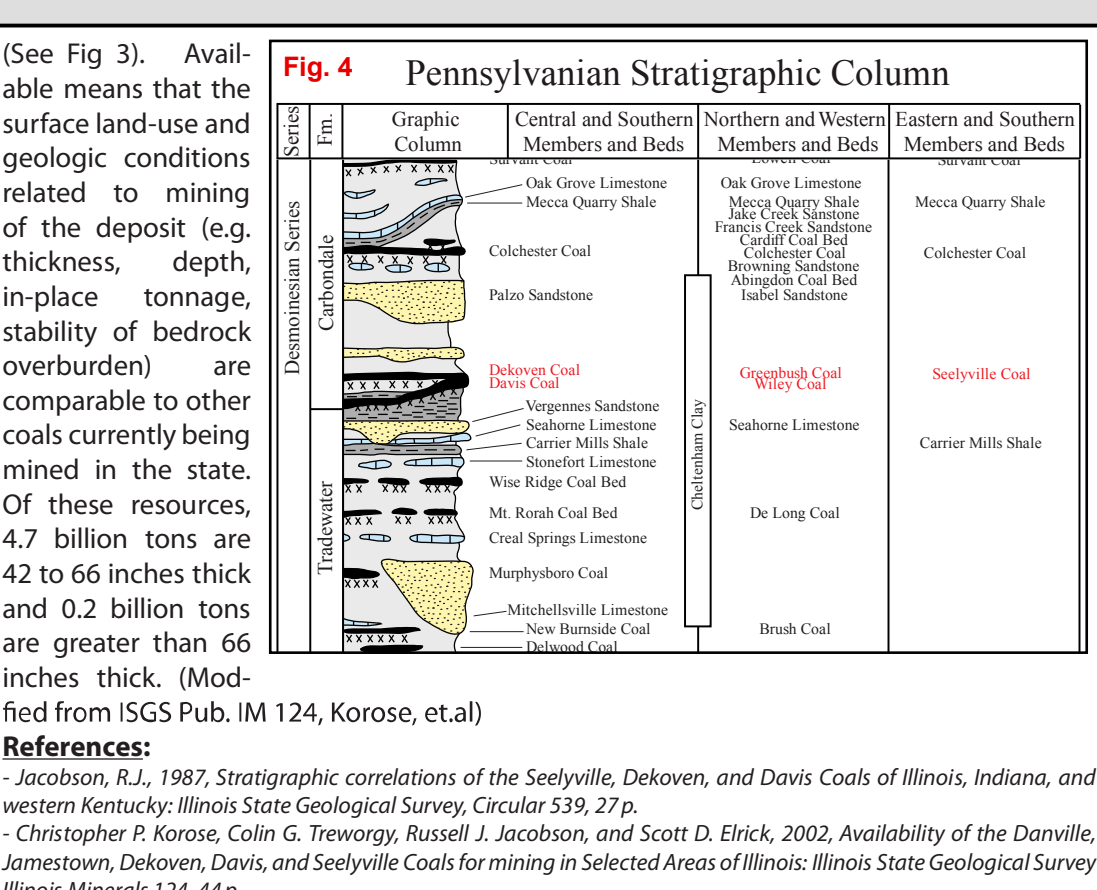 (See Fig 3). Avail-
able means that the
surface land-use and
geologic conditions
related to mining
of the deposit (e.g.
thickness, depth,
in-place tonnage,
stability of bedrock
overburden) are
comparable to other
coals currently being
mined in the state.
Of these resources,
4.7 billion tons are
42 to 66 inches thick
and 0.2 billion tons
are greater than 66
inches thick. (Mod-
fied from ISGS Pub. IM 124, Korose, et.al)
Fig. 4
Pennsylvanian Stratigraphic Column
Series
Fm.
Graphic
Column
Central and Southern
Members and Beds
Northern and Western
Members and Beds
Eastern and Southern
Members and Beds
Desmoinesian Series
Carbondale
Tradewater
Survant Coal
Oak Grove Limestone
Mecca Quarry Shale
Colchester Coal
Palzo Sandstone
Dekoven Coal
Davis Coal
Vergennes Sandstone
Seahorne Limestone
Carrier Mills Shale
Stonefort Limestone
Wise Ridge Coal Bed
Mt. Rorah Coal Bed
Creal Springs Limestone
Murphysboro Coal
Mitchellsville Limestone
New Burnside Coal
Delwood Coal
Lowell Coal
Oak Grove Limestone
Mecca Quarry Shale
Jake Creek Sanstone
Francis Creek Sandstone
Cardiff Coal Bed
Colchester Coal
Browning Sandstone
Abingdon Coal Bed
Isabel Sandstone
Greenbush Coal
Wiley Coal
Seahorne Limestone
Cheltenham Clay
De Long Coal
Brush Coal
Survant Coal
Mecca Quarry Shale
Colchester Coal
Seelyville Coal
Carrier Mills Shale
References:
- Jacobson, R.J., 1987, Stratigraphic correlations of the Seelyville, Dekoven, and Davis Coals of Illinois, Indiana, and
western Kentucky: Illinois State Geological Survey, Circular 539, 27 p.
- Christopher P. Korose, Colin G. Treworgy, Russell J. Jacobson, and Scott D. Elrick, 2002, Availability of the Danville,
Jamestown, Dekoven, Davis, and Seelyville Coals for mining in Selected Areas of Illinois: Illinois State Geological Survey
Illinois Minerals 124, 44 p.